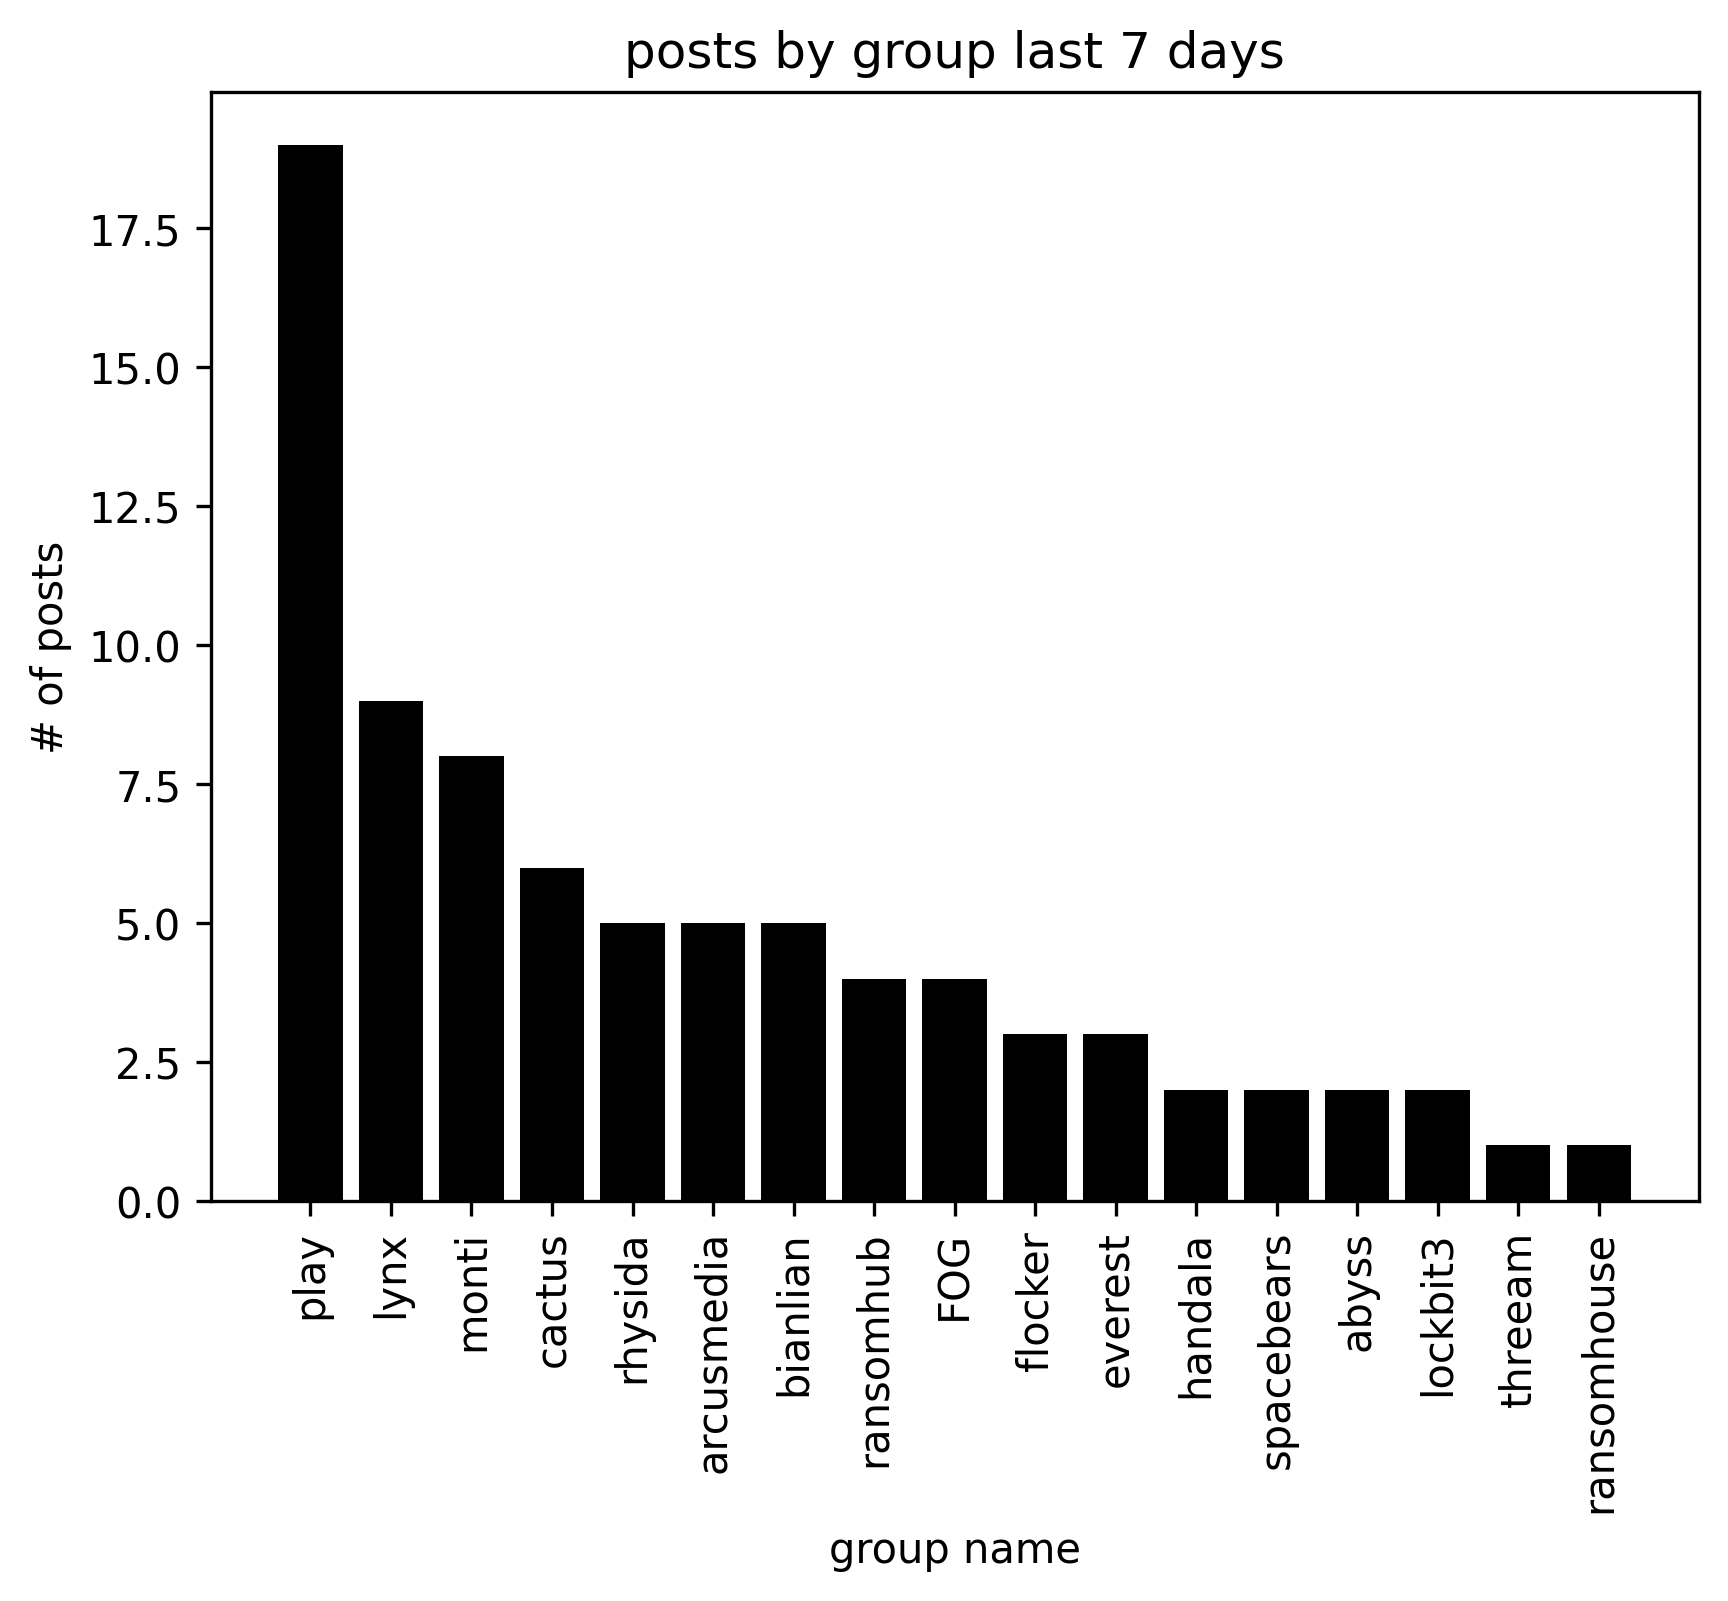 posts by group last 7 days
# of posts
17.5
15.0
12.5
10.0
7.5
5.0
2.5
0.0
play
lynx
monti
cactus
rhysida
arcusmedia
bianlian
ransomhub
FOG
flocker
everest
handala
spacebears
abyss
lockbit3
threeam
ransomhouse
group name